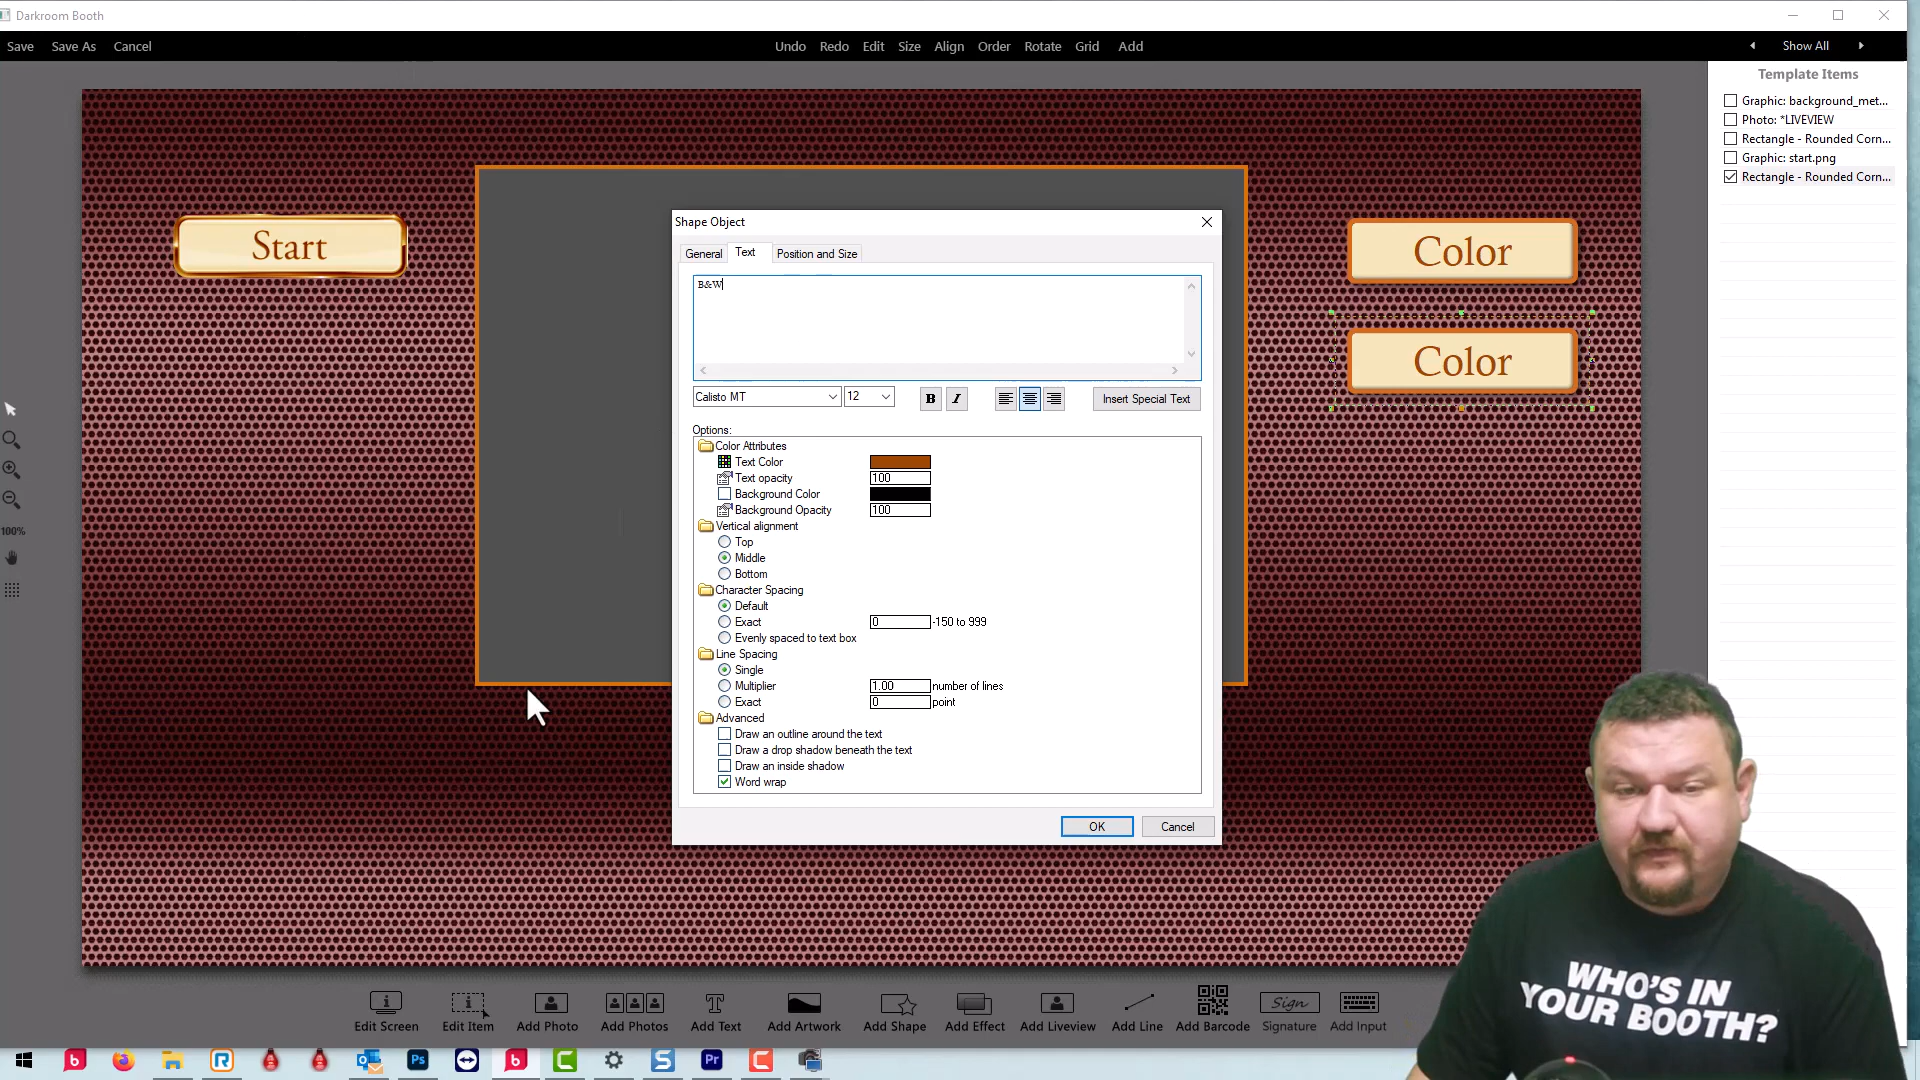 Darkroom Booth
Save Save As Cancel
Undo Redo Edit Size Align Order Rotate Grid Add
Show All
Template Items
Graphic: background_met...
Photo: *LIVEVIEW
Rectangle - Rounded Corn...
Graphic: start.png
Rectangle - Rounded Corn...
Start
Color
Color
Shape Object
General Text Position and Size
B&W
Calisto MT 12 B I Insert Special Text
Options:
Color Attributes
Text Color
Text opacity 100
Background Color
Background Opacity 100
Vertical alignment
Top
Middle
Bottom
Character Spacing
Default
Exact 0 -150 to 999
Evenly spaced to text box
Line Spacing
Single
Multiplier 1.00 number of lines
Exact 0 point
Advanced
Draw an outline around the text
Draw a drop shadow beneath the text
Draw an inside shadow
Word wrap
OK Cancel
100%
Edit Screen Edit Item Add Photo Add Photos Add Text Add Artwork Add Shape Add Effect Add Liveview Add Line Add Barcode Sign Signature Add Input
WHO'S IN
YOUR BOOTH?
b R Ps b C S Pr C